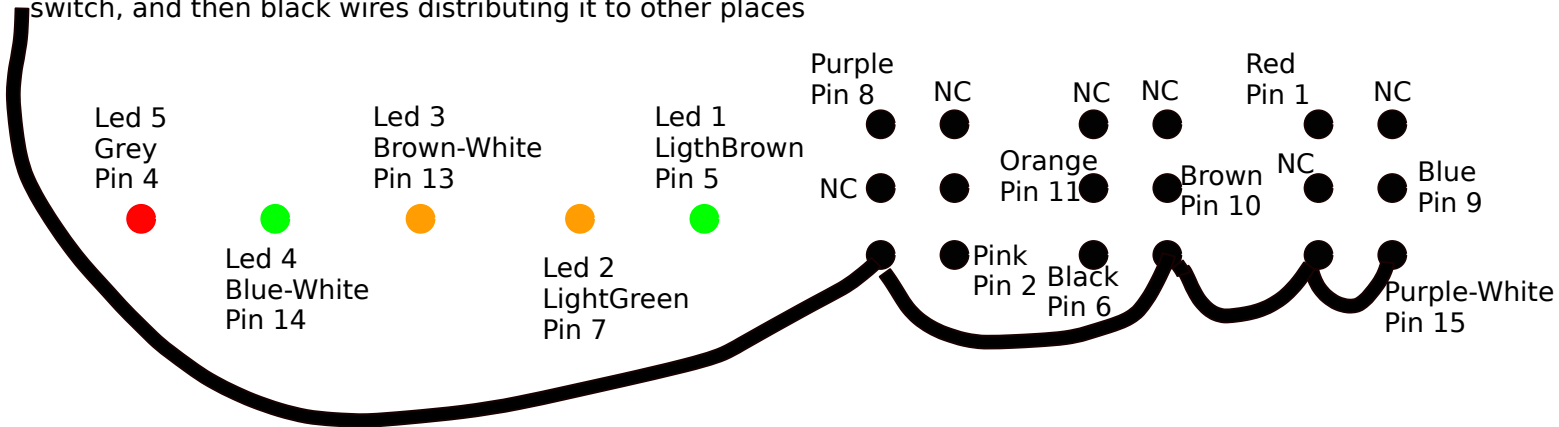 switch, and then black wires distributing it to other places
Purple
Pin 8
NC
NC
NC
Red
Pin 1
NC
Led 5
Grey
Pin 4
Led 3
Brown-White
Pin 13
Led 1
LigthBrown
Pin 5
NC
Orange
Pin 11
Brown
Pin 10
NC
Blue
Pin 9
Led 4
Blue-White
Pin 14
Led 2
LightGreen
Pin 7
Pink
Pin 2
Black
Pin 6
Purple-White
Pin 15